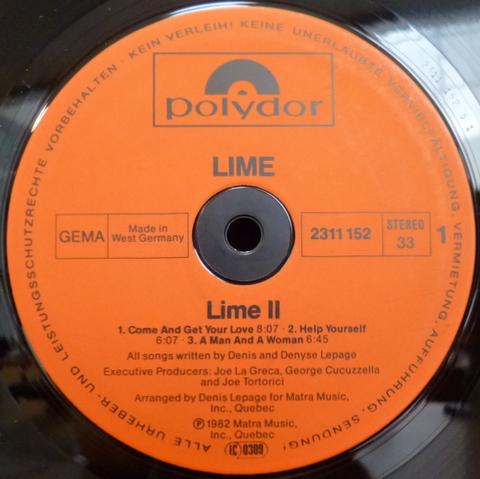 ALLE URHEBER- UND LEISTUNGSSCHUTZRECHTE VORBEHALTEN · KEIN VERLEIH! KEINE UNERLAUBTE VERVIELFÄLTIGUNG, VERMIETUNG, AUFFÜHRUNG, SENDUNG!
polydor
LIME
GEMA
Made in
West Germany
2311 152
STEREO
33
1
Lime II
1. Come And Get Your Love 8:07 · 2. Help Yourself
6:07 · 3. A Man And A Woman 6:45
All songs written by Denis and Denyse Lepage
Executive Producers: Joe La Greca, George Cucuzzella
and Joe Tortorici
Arranged by Denis Lepage for Matra Music,
Inc., Quebec
℗ 1982 Matra Music,
Inc., Quebec
LC 0309